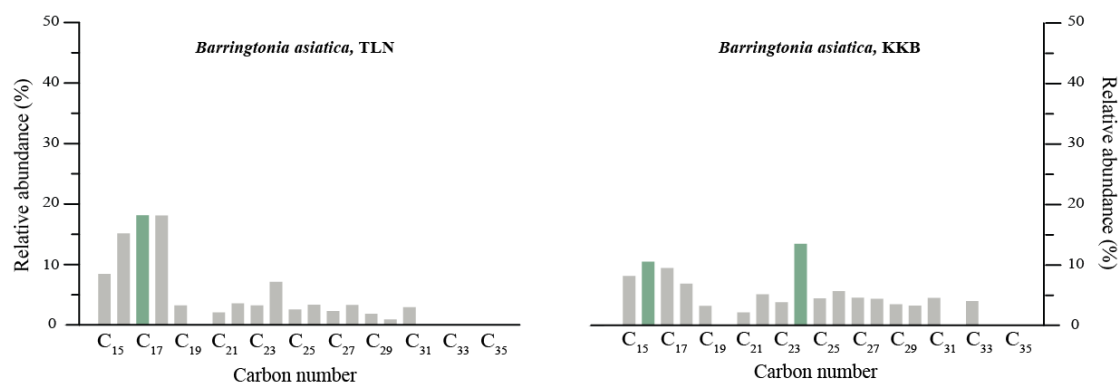 Barringtonia asiatica, TLN
Relative abundance (%)
50
40
30
20
10
0
C₁₅ C₁₇ C₁₉ C₂₁ C₂₃ C₂₅ C₂₇ C₂₉ C₃₁ C₃₃ C₃₅
Carbon number
Barringtonia asiatica, KKB
50
40
30
20
10
0
Relative abundance (%)
C₁₅ C₁₇ C₁₉ C₂₁ C₂₃ C₂₅ C₂₇ C₂₉ C₃₁ C₃₃ C₃₅
Carbon number